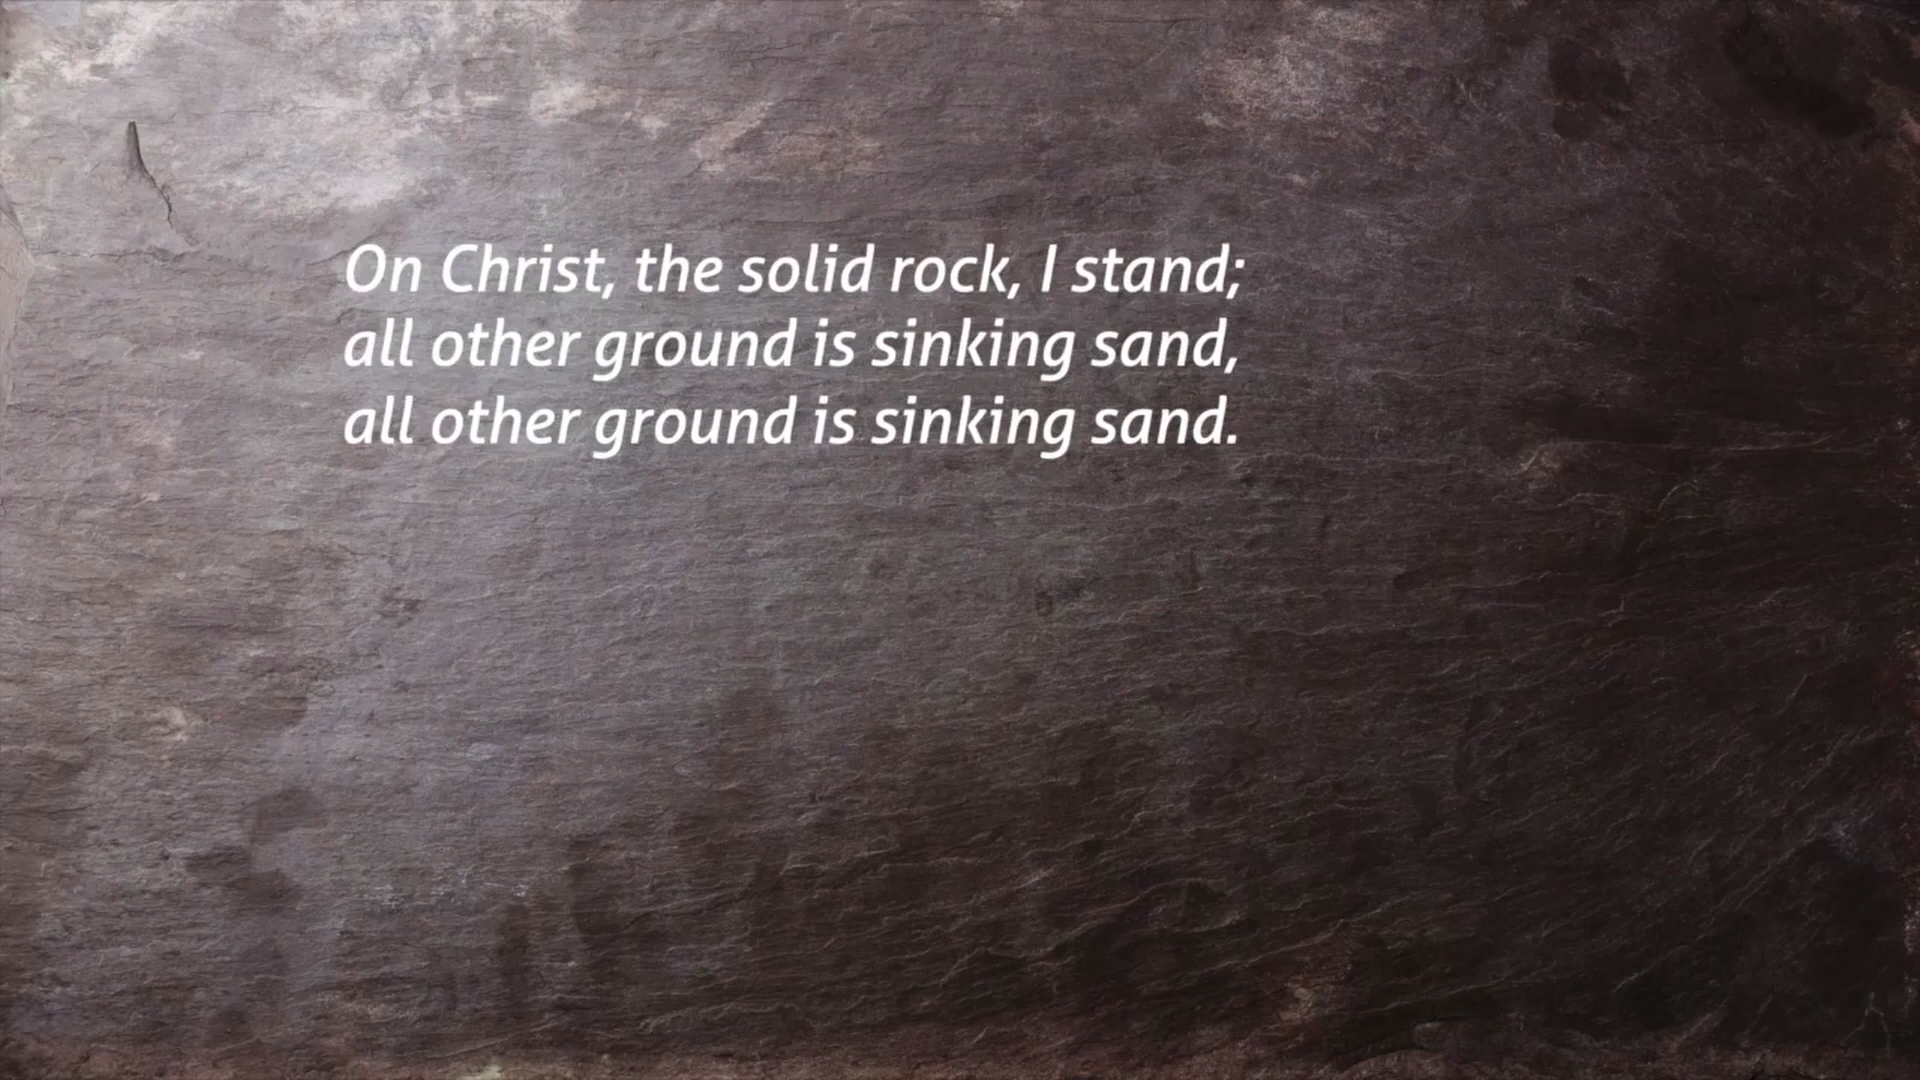 On Christ, the solid rock, I stand;
all other ground is sinking sand,
all other ground is sinking sand.